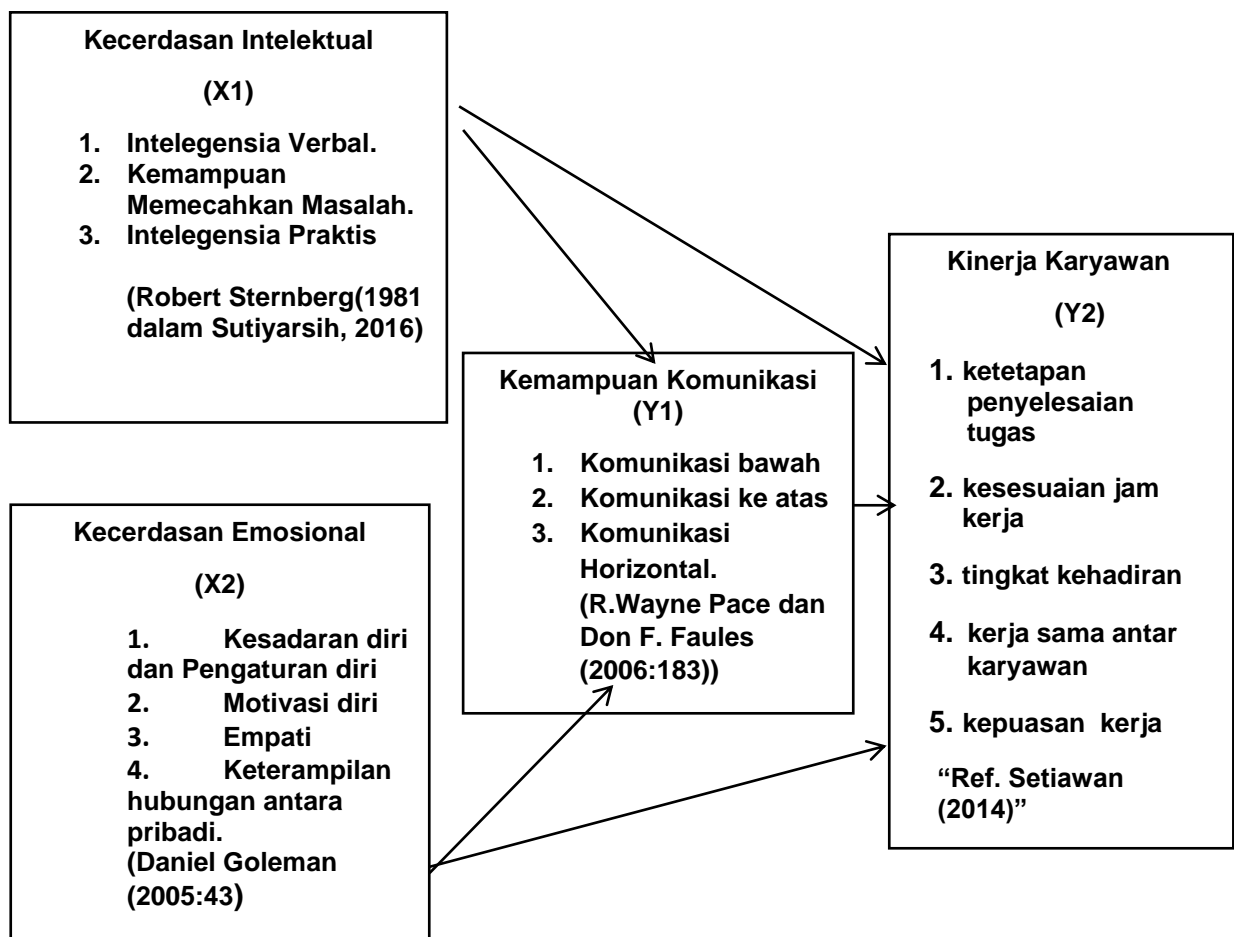 Kecerdasan Intelektual
(X1)
1. Intelegensia Verbal.
2. Kemampuan
Memecahkan Masalah.
3. Intelegensia Praktis
(Robert Sternberg(1981
dalam Sutiyarsih, 2016)
Kecerdasan Emosional
(X2)
1. Kesadaran diri
dan Pengaturan diri
2. Motivasi diri
3. Empati
4. Keterampilan
hubungan antara
pribadi.
(Daniel Goleman
(2005:43)
Kemampuan Komunikasi
(Y1)
1. Komunikasi bawah
2. Komunikasi ke atas
3. Komunikasi
Horizontal.
(R.Wayne Pace dan
Don F. Faules
(2006:183))
Kinerja Karyawan
(Y2)
1. ketetapan
penyelesaian
tugas
2. kesesuaian jam
kerja
3. tingkat kehadiran
4. kerja sama antar
karyawan
5. kepuasan kerja
“Ref. Setiawan
(2014)”